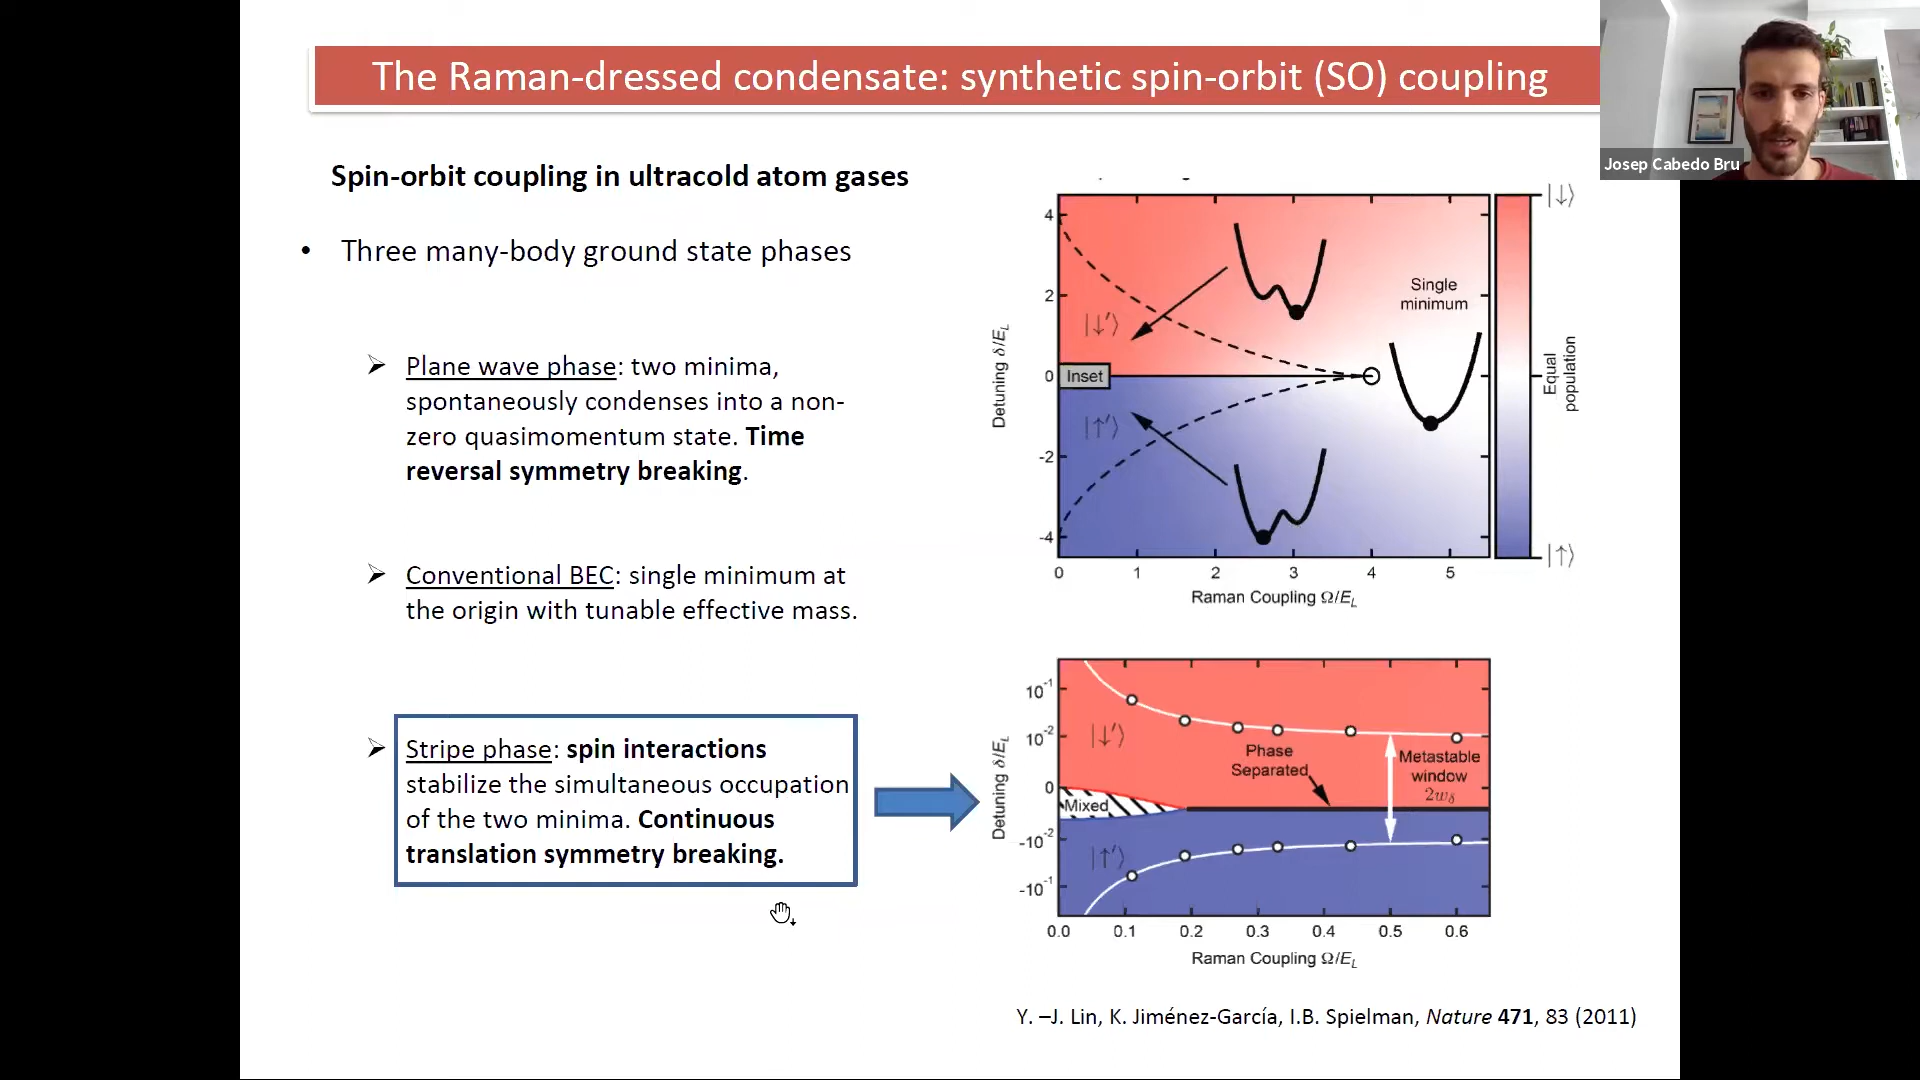 The Raman-dressed condensate: synthetic spin-orbit (SO) coupling
Josep Cabedo Bru
Spin-orbit coupling in ultracold atom gases
• Three many-body ground state phases
➢ Plane wave phase: two minima,
spontaneously condenses into a non-
zero quasimomentum state. Time
reversal symmetry breaking.
➢ Conventional BEC: single minimum at
the origin with tunable effective mass.
➢ Stripe phase: spin interactions
stabilize the simultaneous occupation
of the two minima. Continuous
translation symmetry breaking.
Detuning δ/E_L
4
2
0
-2
-4
|↓′⟩
Inset
|↑′⟩
Single
minimum
0 1 2 3 4 5
Raman Coupling Ω/E_L
|↓⟩
Equal
population
|↑⟩
Detuning δ/E_L
10⁻¹
10⁻²
0
-10⁻²
-10⁻¹
|↓′⟩
Mixed
|↑′⟩
Phase
Separated
Metastable
window
2w_δ
0.0 0.1 0.2 0.3 0.4 0.5 0.6
Raman Coupling Ω/E_L
Y. –J. Lin, K. Jiménez-García, I.B. Spielman, Nature 471, 83 (2011)